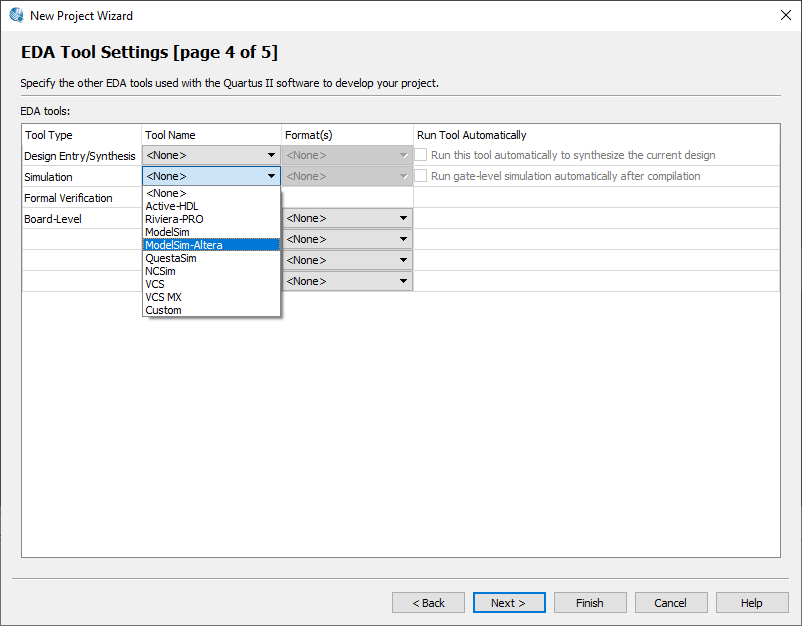 New Project Wizard
EDA Tool Settings [page 4 of 5]
Specify the other EDA tools used with the Quartus II software to develop your project.
EDA tools:
Tool Type Tool Name Format(s) Run Tool Automatically
Design Entry/Synthesis <None> <None> Run this tool automatically to synthesize the current design
Simulation <None> <None> Run gate-level simulation automatically after compilation
Formal Verification <None>
Active-HDL
Board-Level Riviera-PRO <None>
ModelSim
ModelSim-Altera <None>
QuestaSim <None>
NCSim
VCS <None>
VCS MX
Custom
< Back Next > Finish Cancel Help